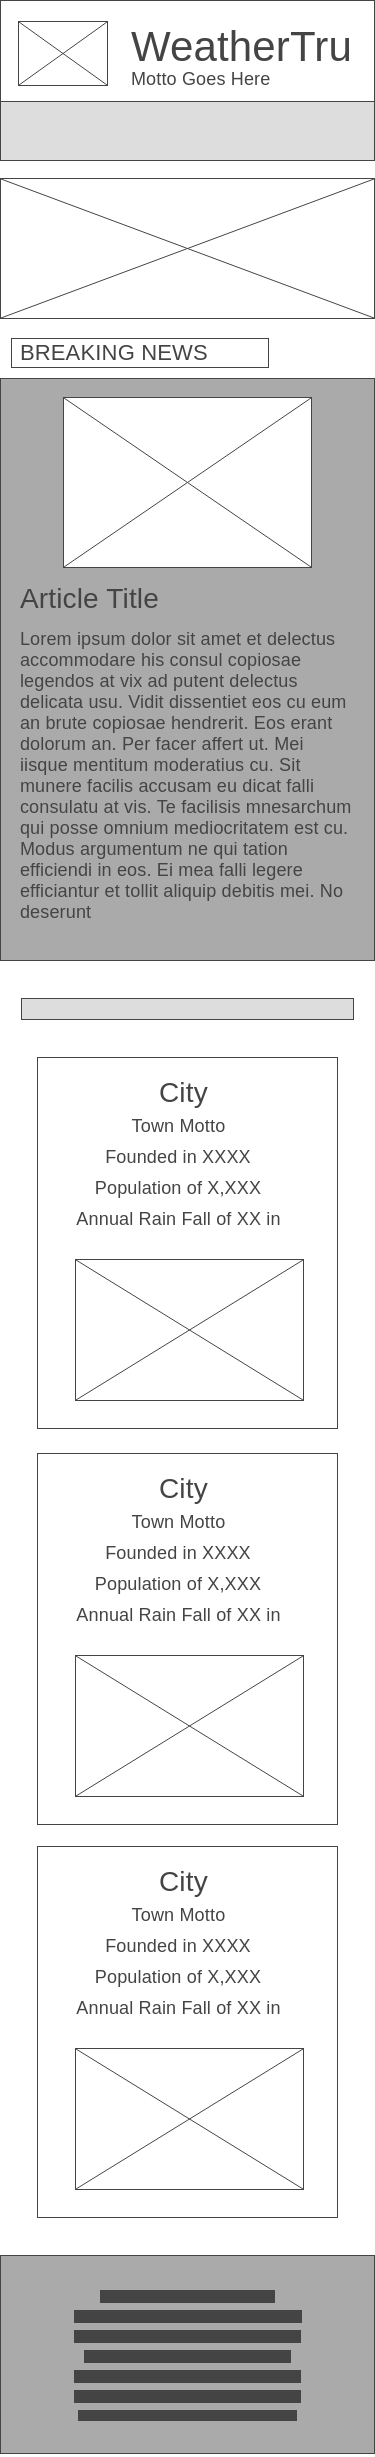 WeatherTru
Motto Goes Here
BREAKING NEWS
Article Title
Lorem ipsum dolor sit amet et delectus
accommodare his consul copiosae
legendos at vix ad putent delectus
delicata usu. Vidit dissentiet eos cu eum
an brute copiosae hendrerit. Eos erant
dolorum an. Per facer affert ut. Mei
iisque mentitum moderatius cu. Sit
munere facilis accusam eu dicat falli
consulatu at vis. Te facilisis mnesarchum
qui posse omnium mediocritatem est cu.
Modus argumentum ne qui tation
efficiendi in eos. Ei mea falli legere
efficiantur et tollit aliquip debitis mei. No
deserunt
City
Town Motto
Founded in XXXX
Population of X,XXX
Annual Rain Fall of XX in
City
Town Motto
Founded in XXXX
Population of X,XXX
Annual Rain Fall of XX in
City
Town Motto
Founded in XXXX
Population of X,XXX
Annual Rain Fall of XX in